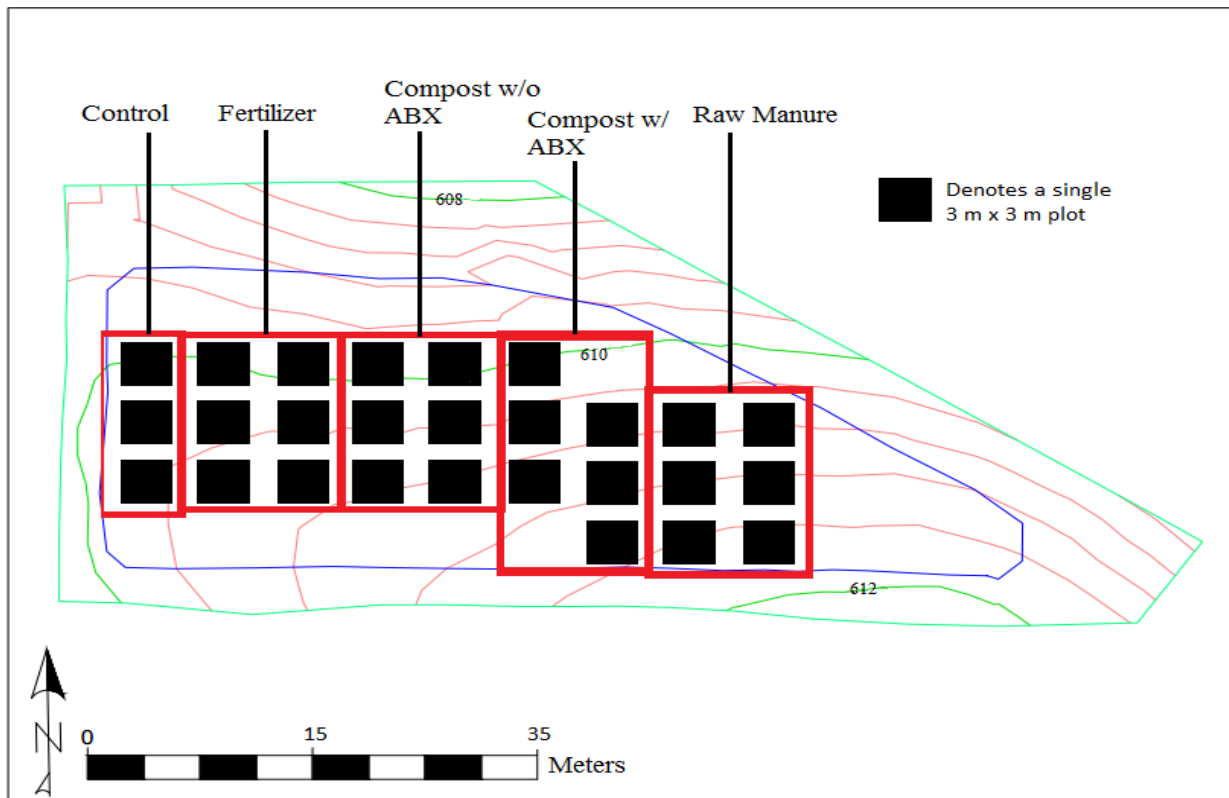 Control
Fertilizer
Compost w/o
ABX
Compost w/
ABX
Raw Manure
Denotes a single
3 m x 3 m plot
608
610
612
N
0
15
35
Meters